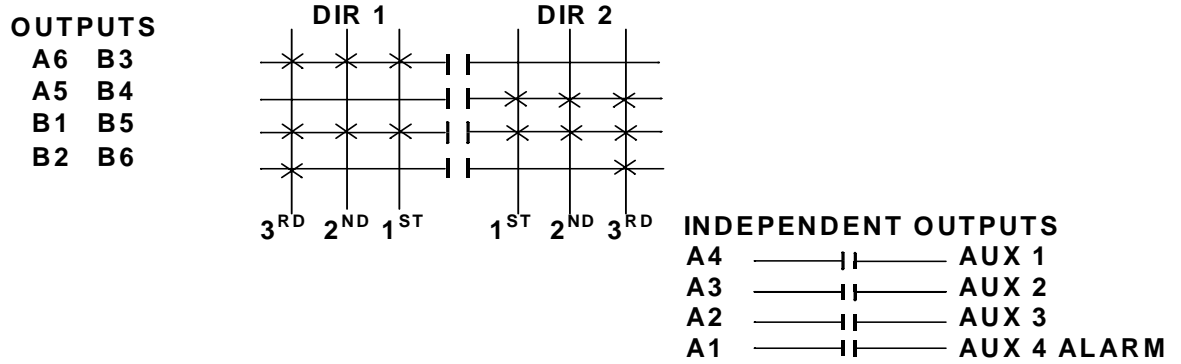 DIR 1 DIR 2
OUTPUTS
A6 B3
A5 B4
B1 B5
B2 B6
3RD 2ND 1ST 1ST 2ND 3RD
INDEPENDENT OUTPUTS
A4 AUX 1
A3 AUX 2
A2 AUX 3
A1 AUX 4 ALARM